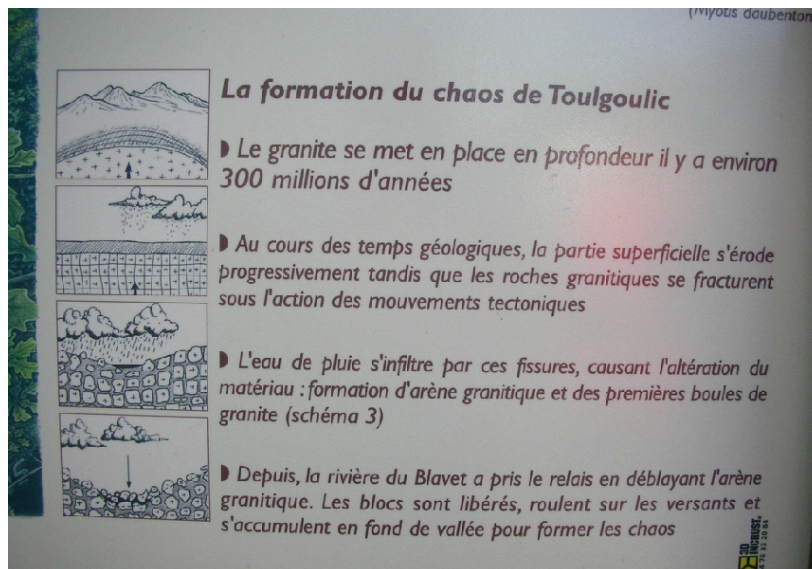 (Myotis daubenton
La formation du chaos de Toulgoulic
Le granite se met en place en profondeur il y a environ
300 millions d'années
Au cours des temps géologiques, la partie superficielle s'érode
progressivement tandis que les roches granitiques se fracturent
sous l'action des mouvements tectoniques
L'eau de pluie s'infiltre par ces fissures, causant l'altération du
matériau : formation d'arène granitique et des premières boules de
granite (schéma 3)
Depuis, la rivière du Blavet a pris le relais en déblayant l'arène
granitique. Les blocs sont libérés, roulent sur les versants et
s'accumulent en fond de vallée pour former les chaos
3D
INCRUST.